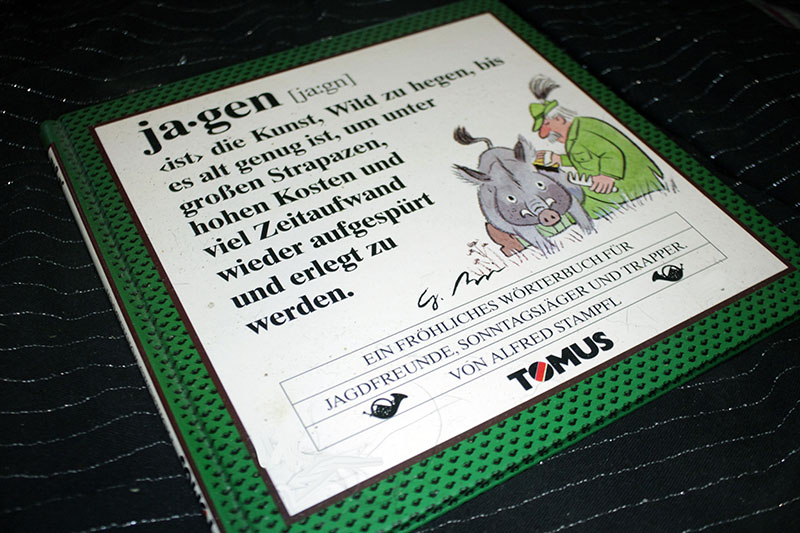 ja·gen [ja:gn]
‹ist› die Kunst, Wild zu hegen, bis
es alt genug ist, um unter
großen Strapazen,
hohen Kosten und
viel Zeitaufwand
wieder aufgespürt
und erlegt zu
werden.
EIN FRÖHLICHES WÖRTERBUCH FÜR
JAGDFREUNDE, SONNTAGSJÄGER UND TRAPPER.
VON ALFRED STAMPFL
TOMUS